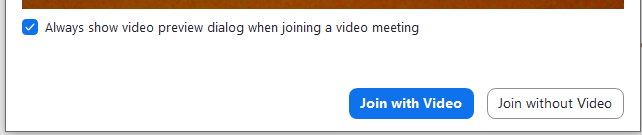 Always show video preview dialog when joining a video meeting
Join with Video
Join without Video